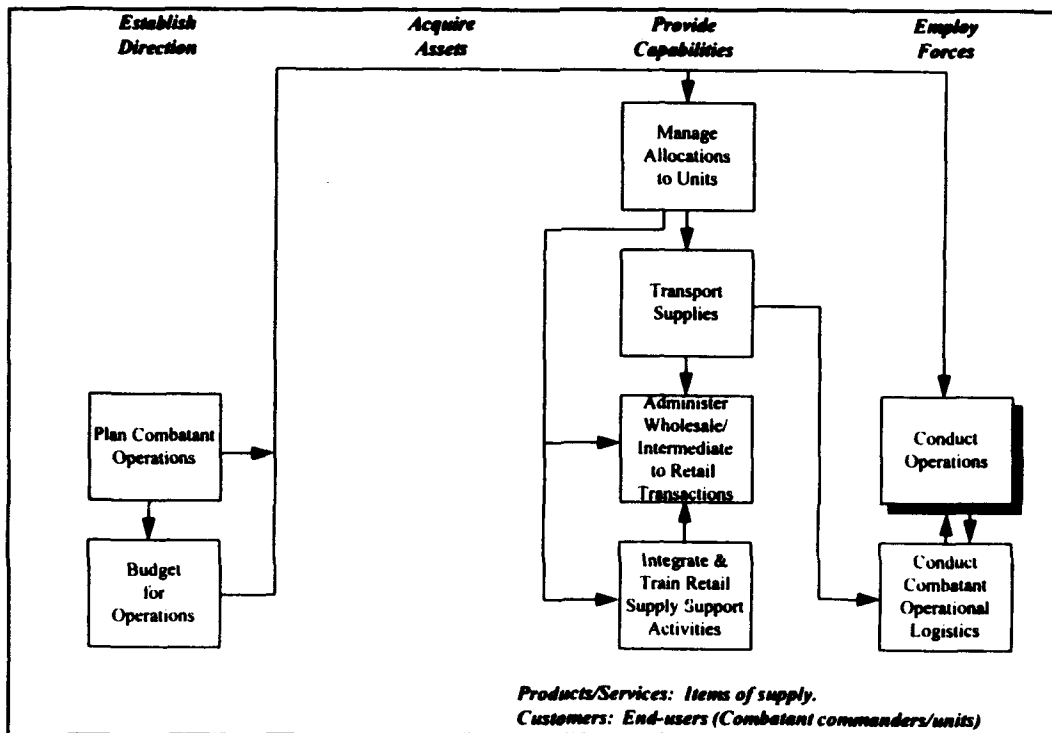 Establish
Direction
Acquire
Assets
Provide
Capabilities
Employ
Forces
Manage
Allocations
to Units
Transport
Supplies
Plan Combatant
Operations
Administer
Wholesale/
Intermediate
to Retail
Transactions
Conduct
Operations
Budget
for
Operations
Integrate &
Train Retail
Supply Support
Activities
Conduct
Combatant
Operational
Logistics
Products/Services: Items of supply.
Customers: End-users (Combatant commanders/units)